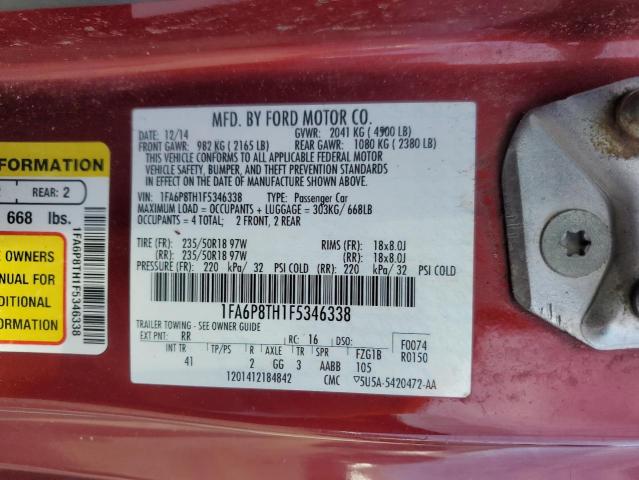 MFD. BY FORD MOTOR CO.
DATE: 12/14 GVWR: 2041 KG ( 4500 LB)
FRONT GAWR: 982 KG ( 2165 LB) REAR GAWR: 1080 KG ( 2380 LB)
THIS VEHICLE CONFORMS TO ALL APPLICABLE FEDERAL MOTOR
VEHICLE SAFETY, BUMPER, AND THEFT PREVENTION STANDARDS
IN EFFECT ON THE DATE OF MANUFACTURE SHOWN ABOVE.
VIN: 1FA6P8TH1F5346338 TYPE: Passenger Car
MAXIMUM LOAD = OCCUPANTS + LUGGAGE = 303KG/ 668LB
OCCUPANTS = 4 TOTAL; 2 FRONT, 2 REAR
TIRE (FR): 235/50R18 97W RIMS (FR): 18x8.0J
(RR): 235/50R18 97W (RR): 18x8.0J
PRESSURE (FR): 220 kPa/ 32 PSI COLD (RR): 220 kPa/ 32 PSI COLD
1FA6P8TH1F5346338
TRAILER TOWING - SEE OWNER GUIDE
EXT PNT: RR RC: 16 DSO: F0074
INT TR TP/PS R AXLE TR SPR FZG1B R0150
41 2 GG 3 AABB 105
1201412184842 CMC ▽5U5A-5420472-AA
FORMATION
REAR: 2
668 lbs.
E OWNERS
ANUAL FOR
DITIONAL
FORMATION
1FA6P8TH1F5346338